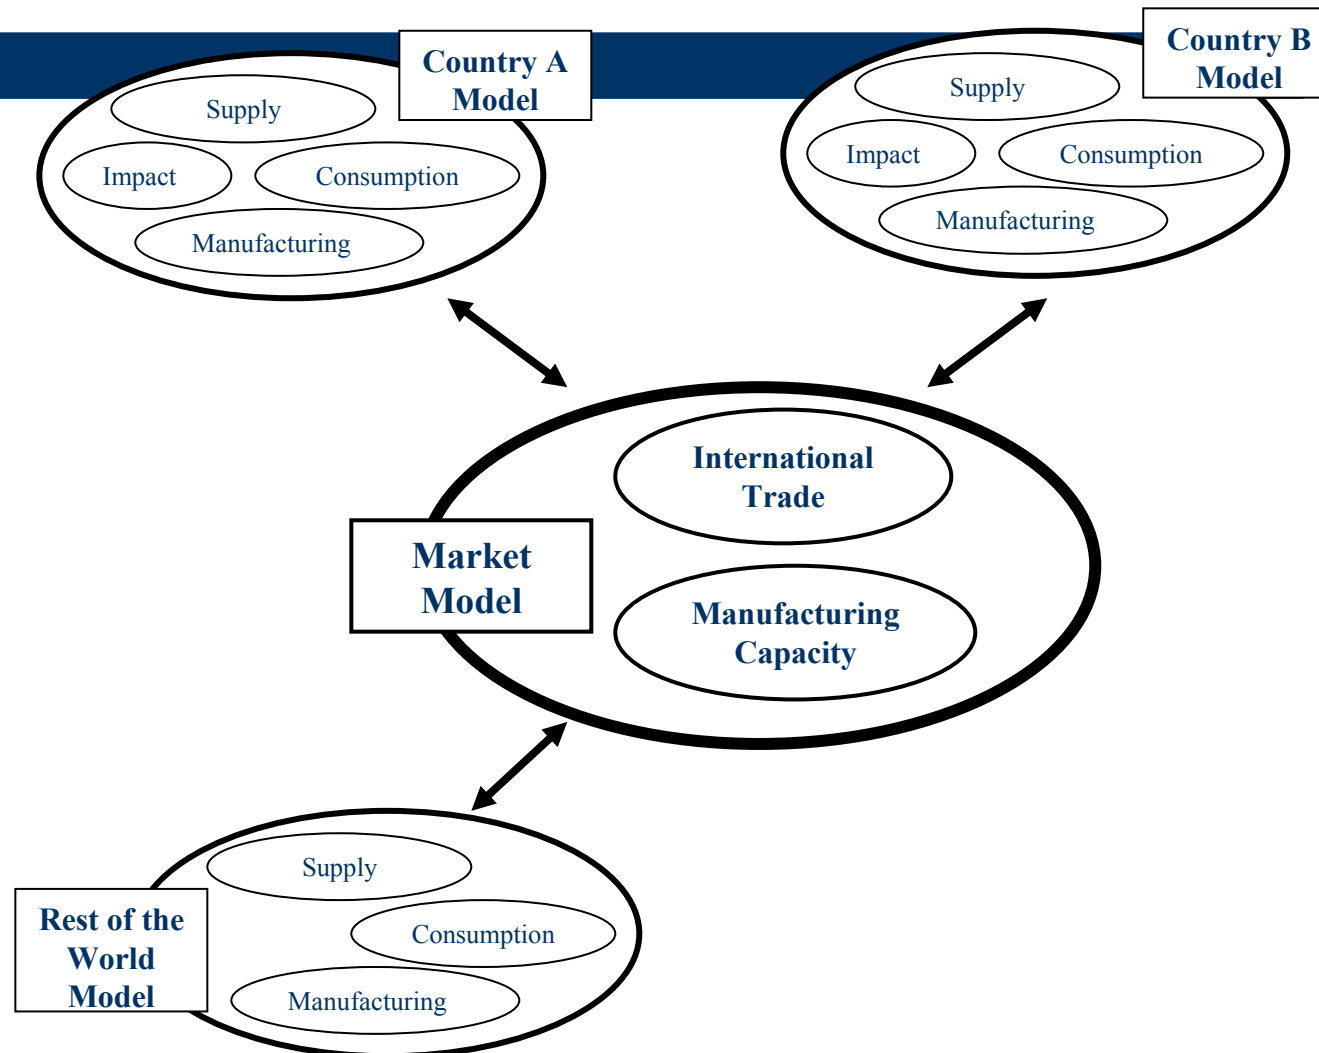 Country A
Model
Supply
Impact
Consumption
Manufacturing
Country B
Model
Supply
Impact
Consumption
Manufacturing
International
Trade
Market
Model
Manufacturing
Capacity
Supply
Rest of the
World
Model
Consumption
Manufacturing